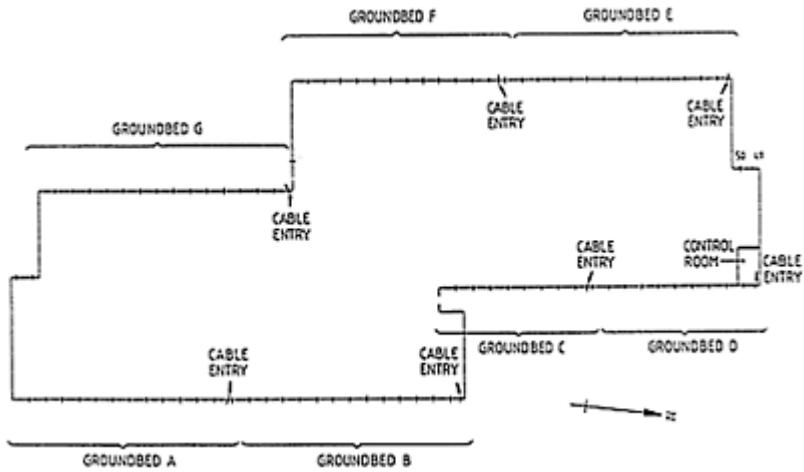 GROUNDBED F
GROUNDBED E
CABLE
ENTRY
CABLE
ENTRY
GROUNDBED G
CABLE
ENTRY
CABLE
ENTRY
CONTROL
ROOM
CABLE
ENTRY
CABLE
ENTRY
CABLE
ENTRY
GROUNDBED C
GROUNDBED D
GROUNDBED A
GROUNDBED B